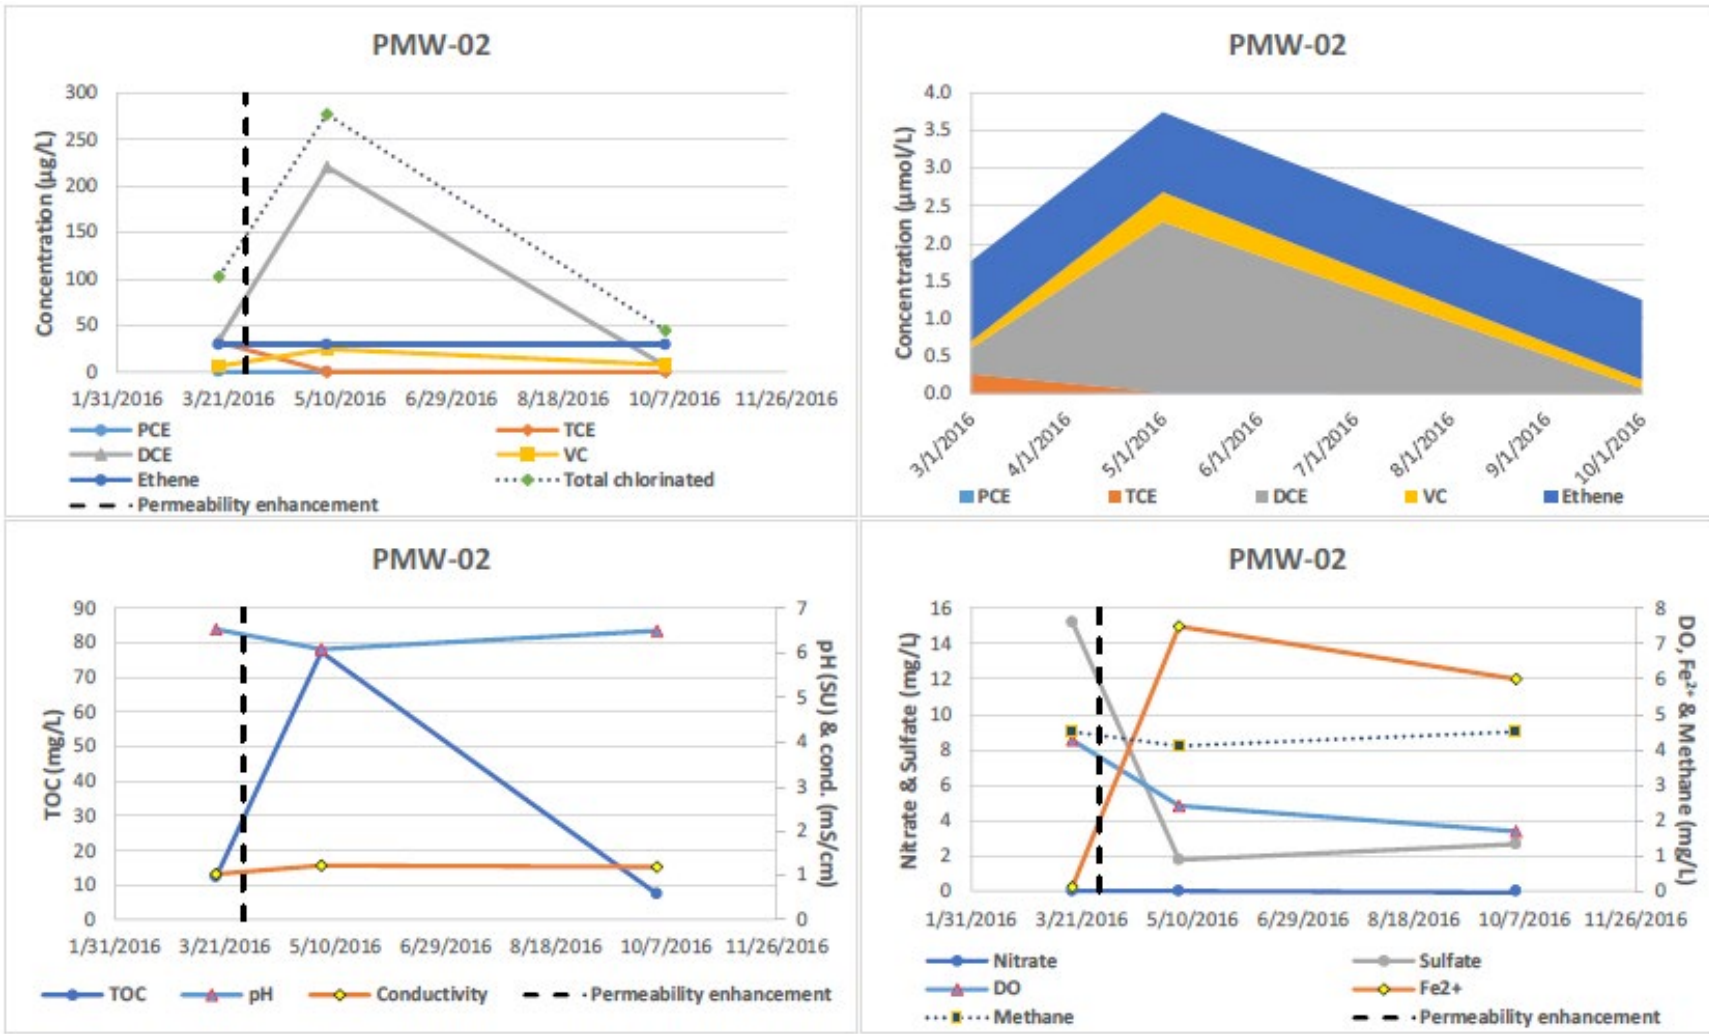 PMW-02
300
250
200
150
100
50
0
Concentration (µg/L)
1/31/2016 3/21/2016 5/10/2016 6/29/2016 8/18/2016 10/7/2016 11/26/2016
PCE TCE
DCE VC
Ethene Total chlorinated
Permeability enhancement
PMW-02
4.0
3.5
3.0
2.5
2.0
1.5
1.0
0.5
0.0
Concentration (µmol/L)
3/1/2016 4/1/2016 5/1/2016 6/1/2016 7/1/2016 8/1/2016 9/1/2016 10/1/2016
PCE TCE DCE VC Ethene
PMW-02
90
80
70
60
50
40
30
20
10
0
TOC (mg/L)
7
6
5
4
3
2
1
0
pH (SU) & cond. (mS/cm)
1/31/2016 3/21/2016 5/10/2016 6/29/2016 8/18/2016 10/7/2016 11/26/2016
TOC pH Conductivity Permeability enhancement
PMW-02
16
14
12
10
8
6
4
2
0
Nitrate & Sulfate (mg/L)
8
7
6
5
4
3
2
1
0
DO, Fe²⁺ & Methane (mg/L)
1/31/2016 3/21/2016 5/10/2016 6/29/2016 8/18/2016 10/7/2016 11/26/2016
Nitrate Sulfate
DO Fe2+
Methane Permeability enhancement